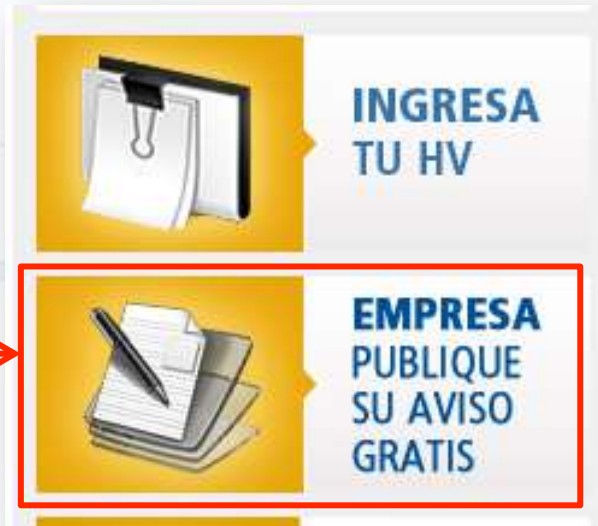 INGRESA
TU HV
EMPRESA
PUBLIQUE
SU AVISO
GRATIS